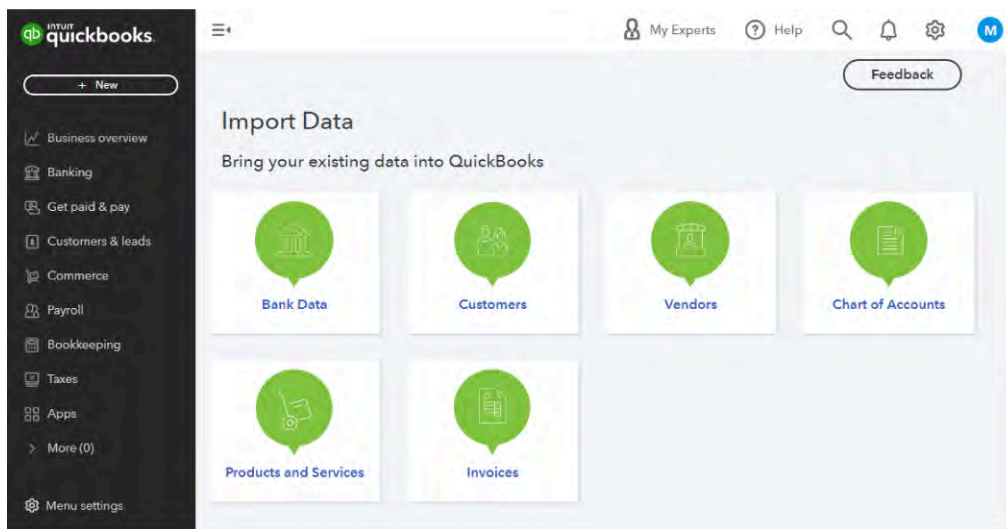 qb INTUIT quickbooks.
My Experts
? Help
M
+ New
Feedback
Business overview
Banking
Get paid & pay
Customers & leads
Commerce
Payroll
Bookkeeping
Taxes
Apps
> More (0)
Menu settings
Import Data
Bring your existing data into QuickBooks
Bank Data
Customers
Vendors
Chart of Accounts
Products and Services
Invoices